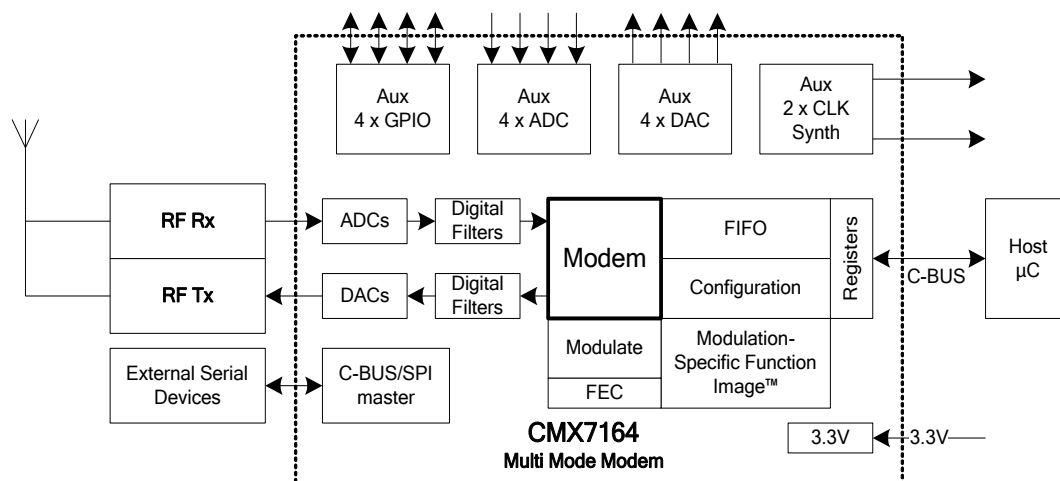 Aux
4 x GPIO
Aux
4 x ADC
Aux
4 x DAC
Aux
2 x CLK
Synth
RF Rx
ADCs
Digital
Filters
Modem
FIFO
Registers
Host
µC
C-BUS
RF Tx
DACs
Digital
Filters
Configuration
Modulate
Modulation-
Specific Function
Image™
FEC
External Serial
Devices
C-BUS/SPI
master
CMX7164
Multi Mode Modem
3.3V
3.3V